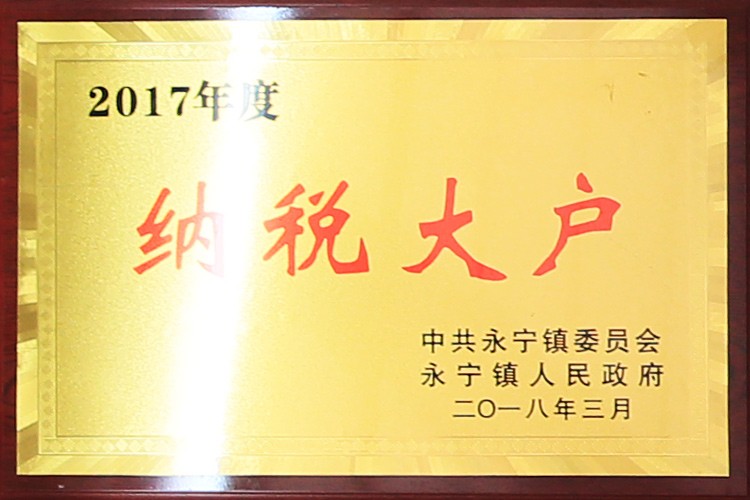 2017年度
纳税大户
中共永宁镇委员会
永宁镇人民政府
二〇一八年三月